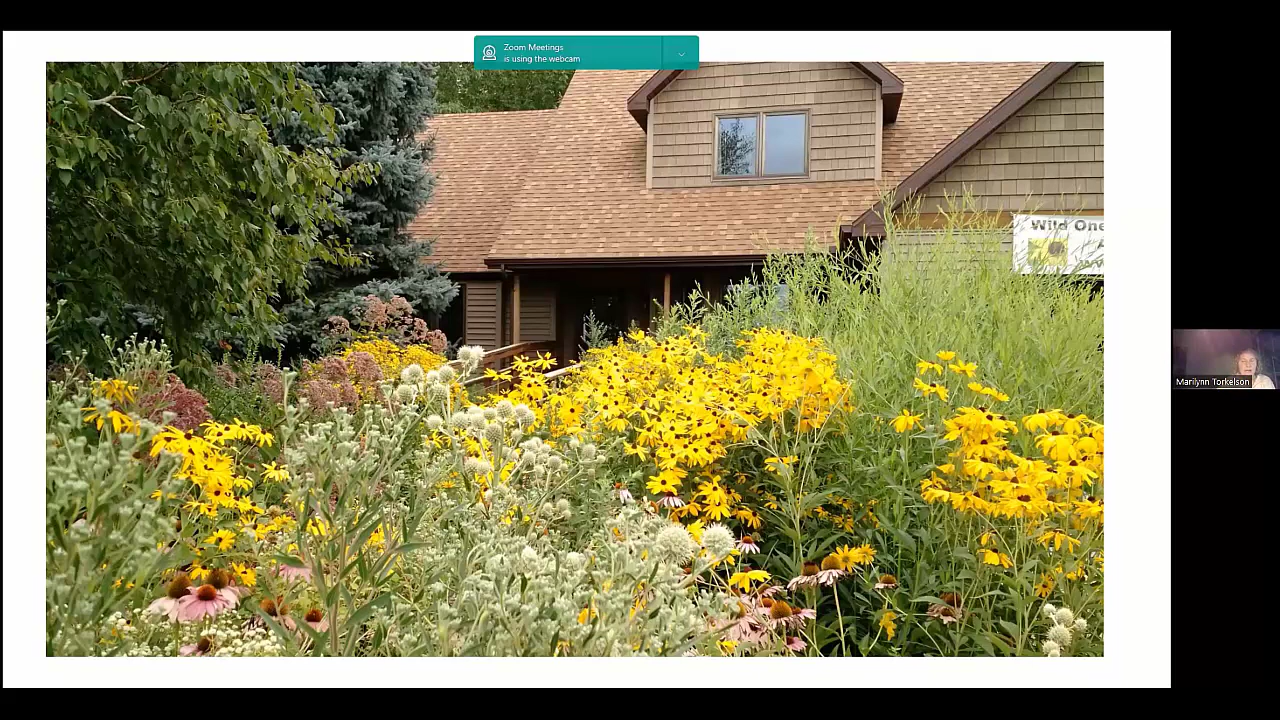 Zoom Meetings
is using the webcam
Wild One
Marilynn Torkelson